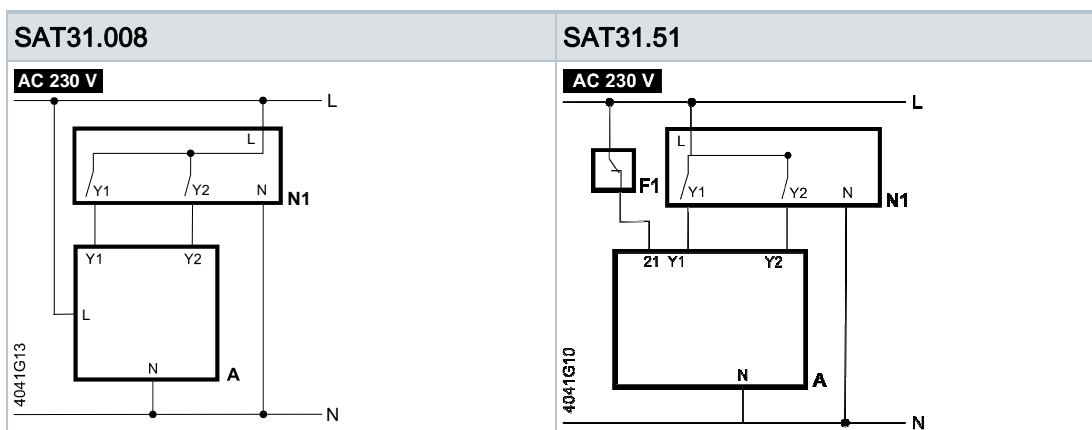 SAT31.008
AC 230 V
L
L
Y1 Y2 N
N1
Y1 Y2
L
N
A
4041G13
N
SAT31.51
AC 230 V
L
L
F1
Y1 Y2 N
N1
21 Y1 Y2
N
A
4041G10
N